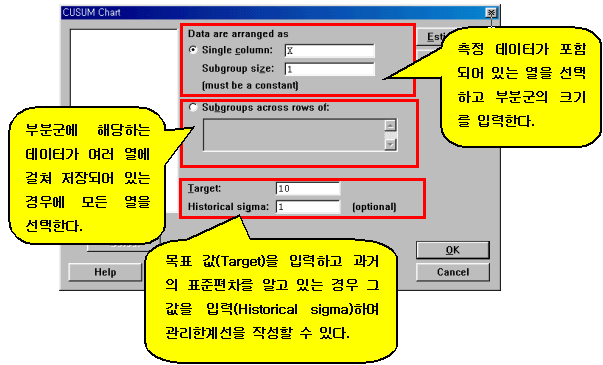 CUSUM Chart
Data are arranged as
Single column: X
Subgroup size: 1
(must be a constant)
Subgroups across rows of:
Target: 10
Historical sigma: 1 (optional)
OK
Help
Cancel
측정 데이터가 포함
되어 있는 열을 선택
하고 부분군의 크기
를 입력한다.
부분군에 해당하는
데이터가 여러 열에
걸쳐 저장되어 있는
경우에 모든 열을
선택한다.
목표 값(Target)을 입력하고 과거
의 표준편차를 알고 있는 경우 그
값을 입력(Historical sigma)하여
관리한계선을 작성할 수 있다.